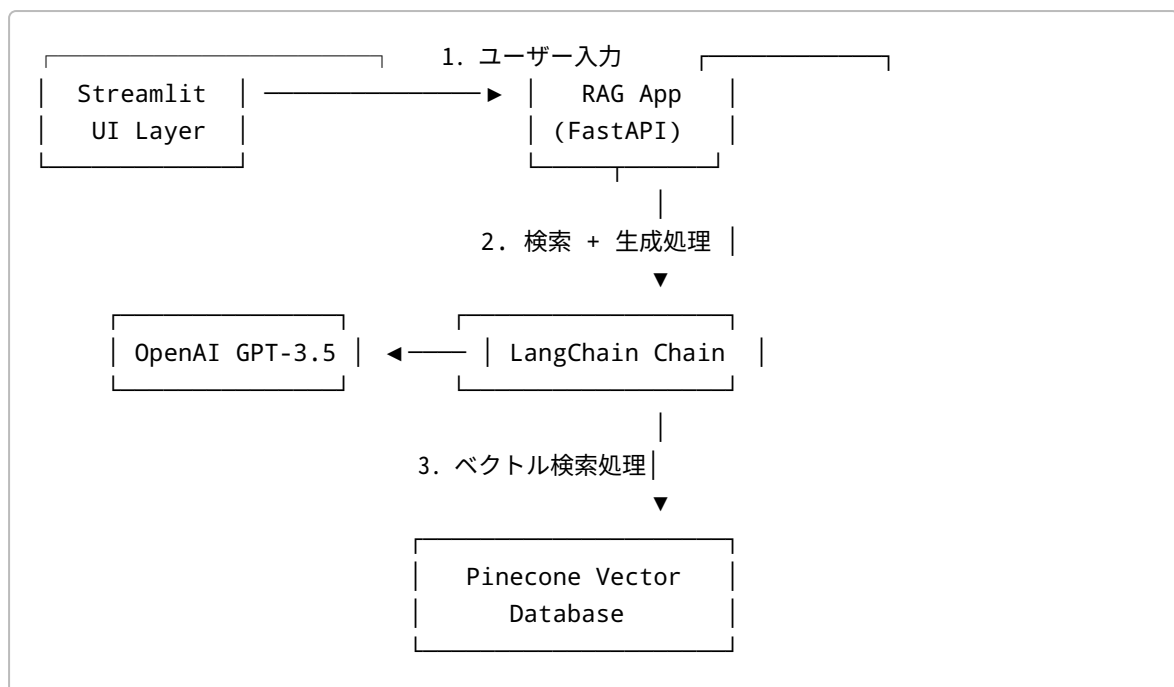 1. ユーザー入力
Streamlit RAG App
UI Layer (FastAPI)
2. 検索 + 生成処理
OpenAI GPT-3.5 LangChain Chain
3. ベクトル検索処理
Pinecone Vector
Database